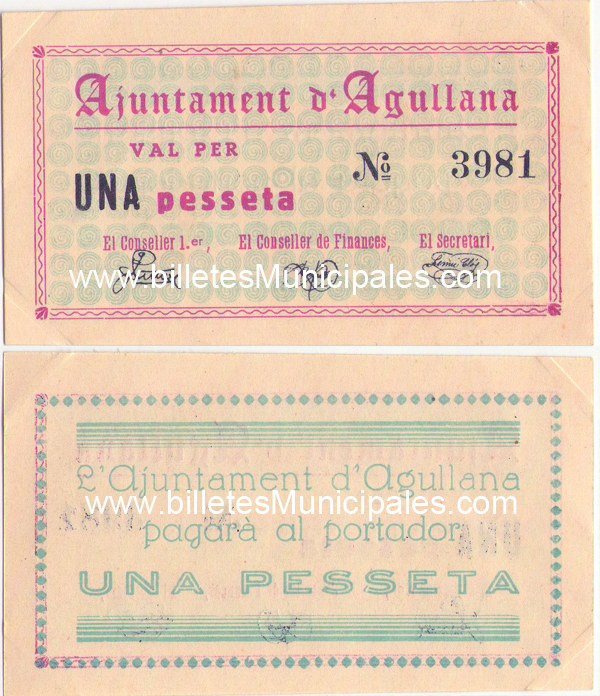 Ajuntament d'Agullana
VAL PER
Nº 3981
UNA pesseta
El Conseller 1.er, El Conseller de Finances, El Secretari,
www.billetesMunicipales.com
L'Ajuntament d'Agullana
www.billetesMunicipales.com
pagarà al portador
UNA PESSETA